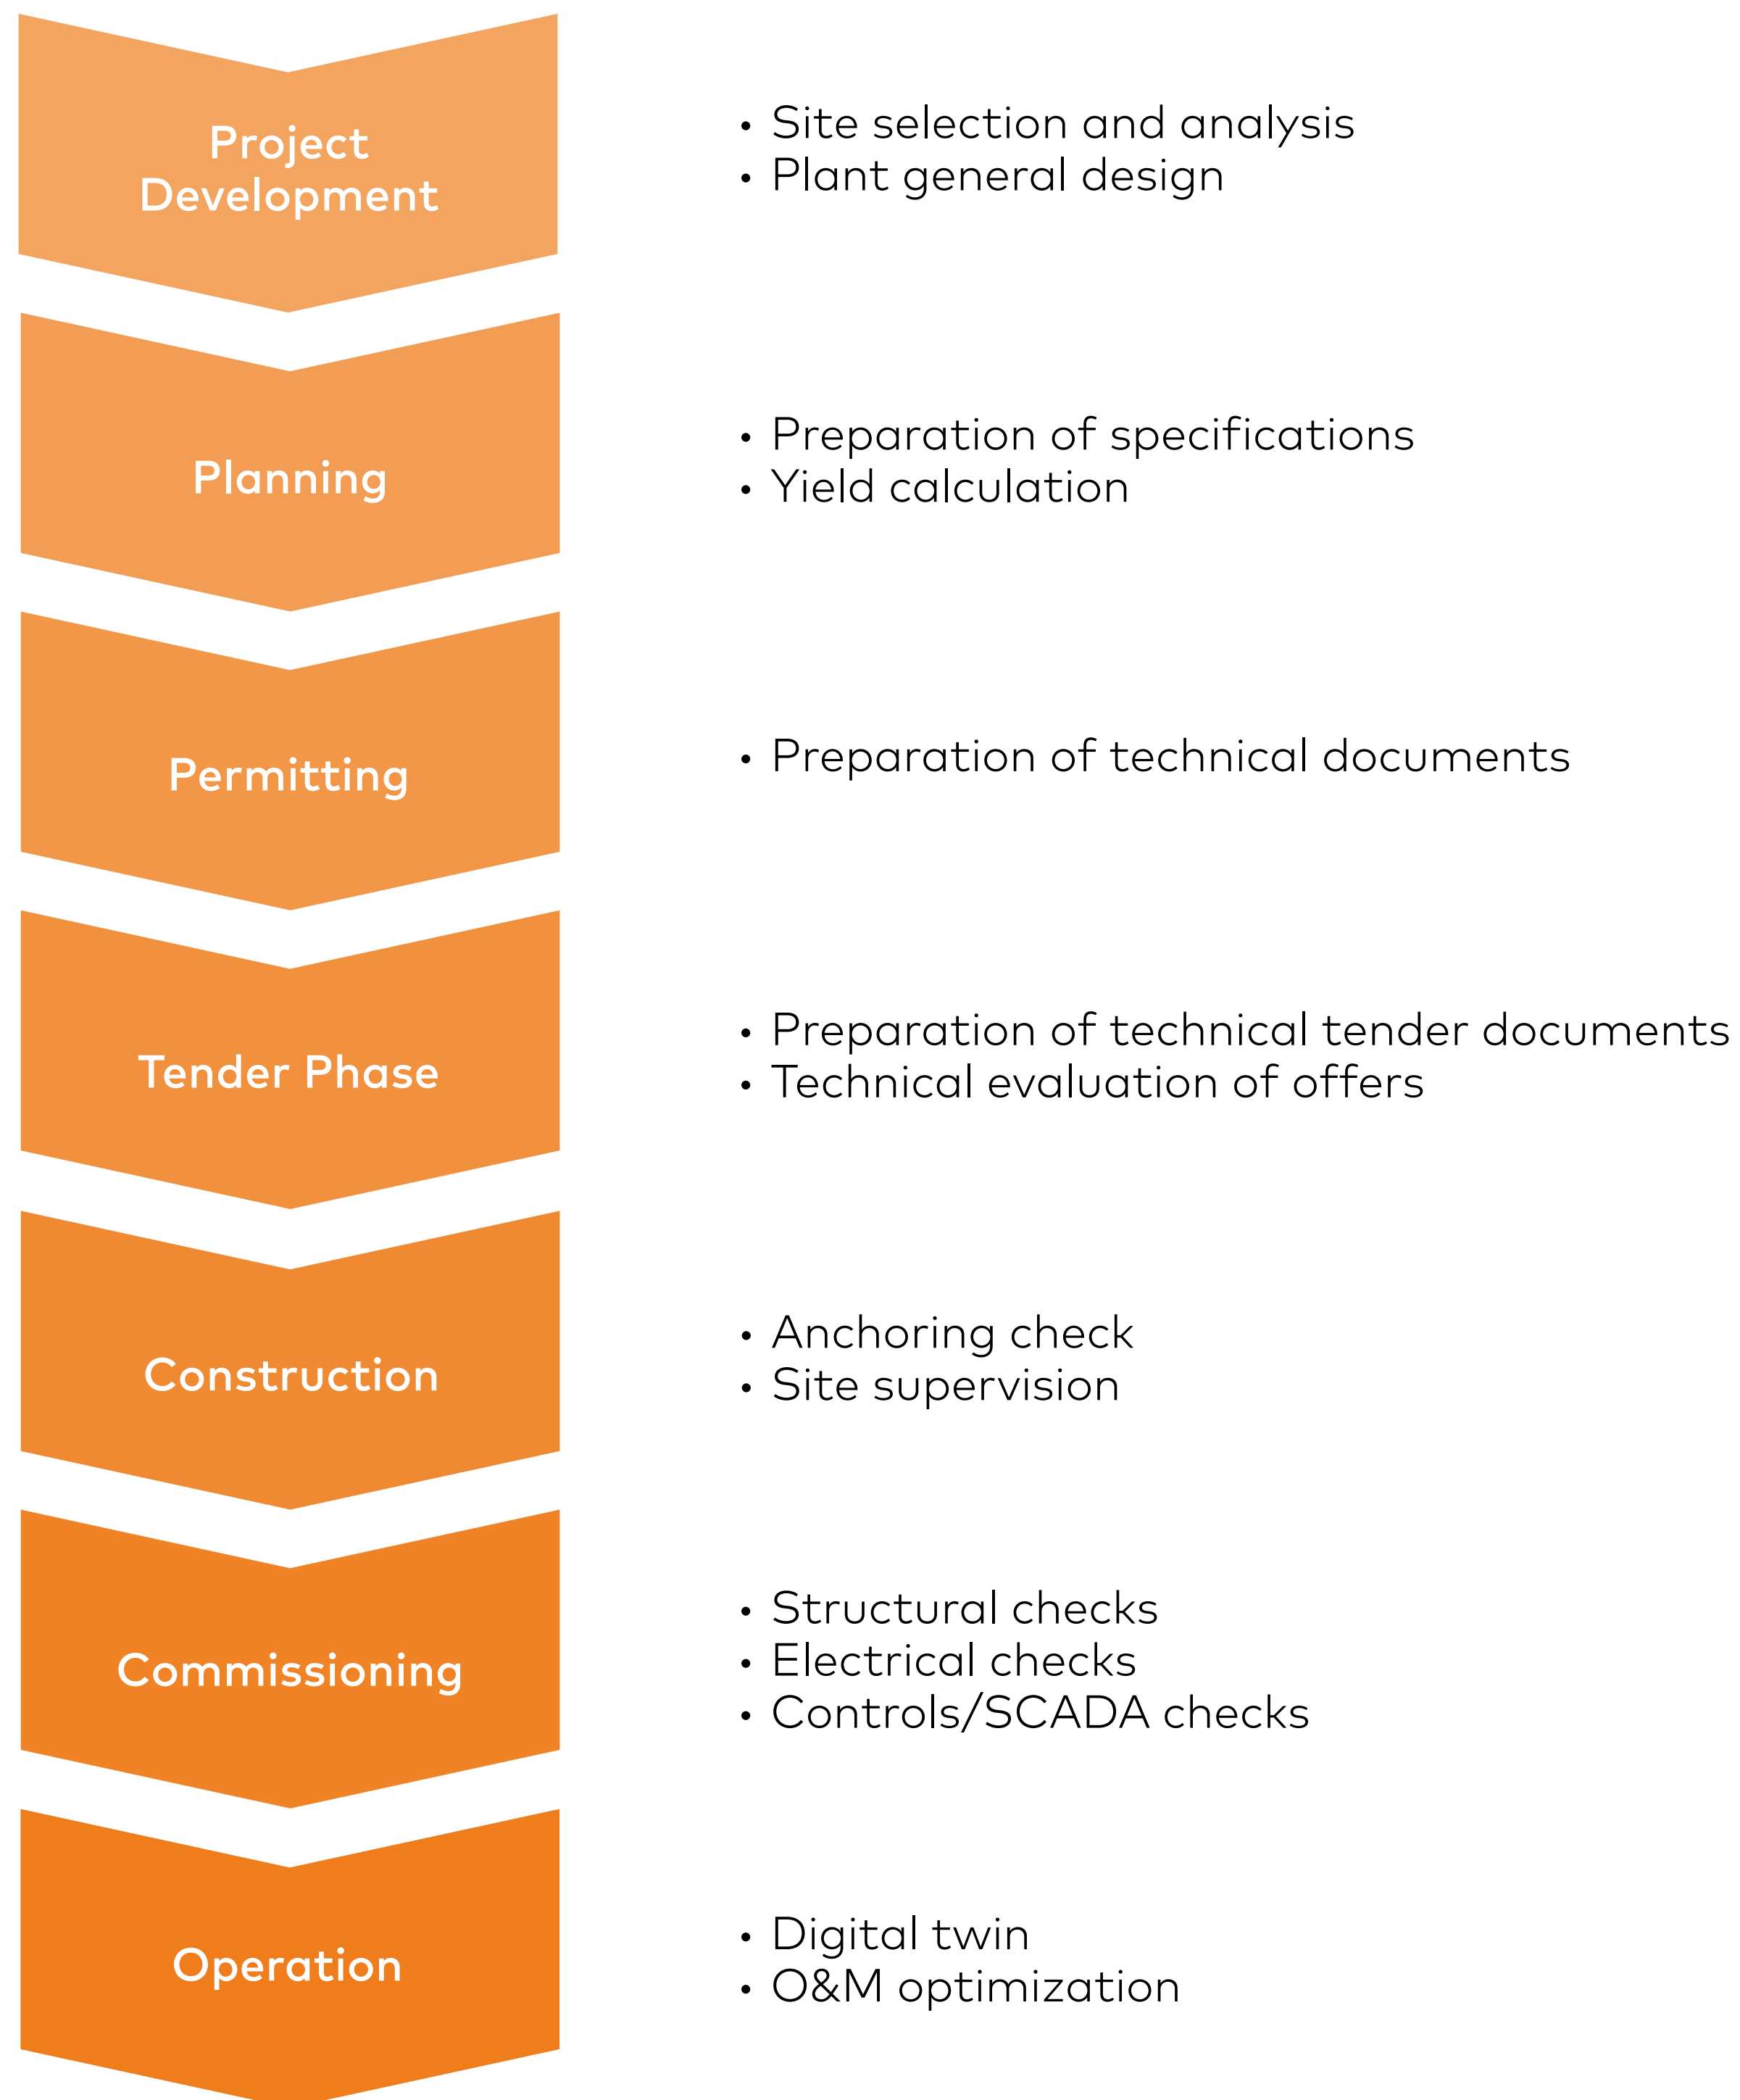 Project
Development
• Site selection and analysis
• Plant general design
Planning
• Preparation of specifications
• Yield calculation
Permitting
• Preparation of technical documents
Tender Phase
• Preparation of technical tender documents
• Technical evaluation of offers
Construction
• Anchoring check
• Site supervision
Commissioning
• Structural checks
• Electrical checks
• Controls/SCADA checks
Operation
• Digital twin
• O&M optimization